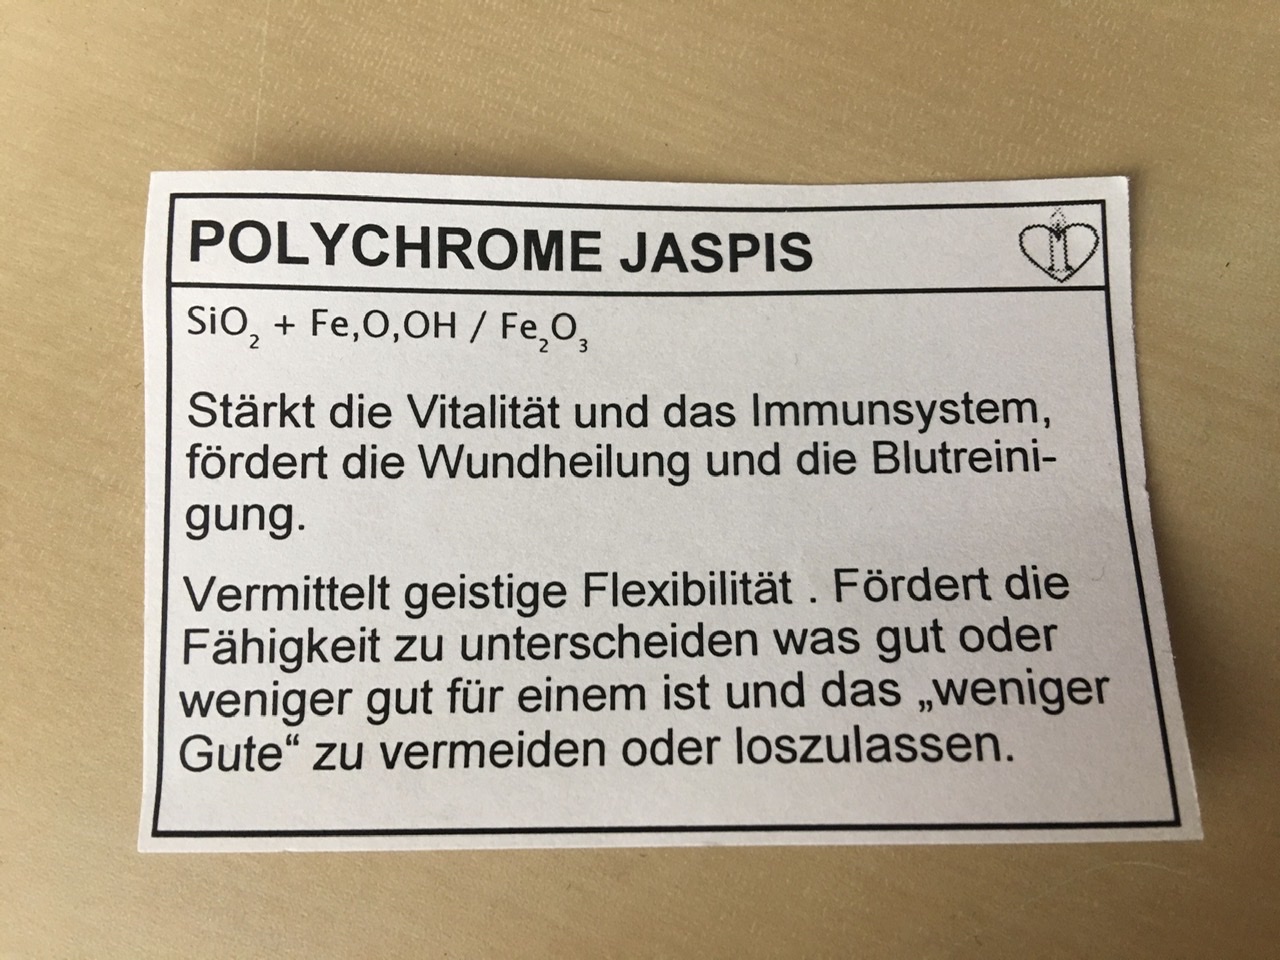 POLYCHROME JASPIS
SiO₂ + Fe,O,OH / Fe₂O₃
Stärkt die Vitalität und das Immunsystem,
fördert die Wundheilung und die Blutreini-
gung.
Vermittelt geistige Flexibilität . Fördert die
Fähigkeit zu unterscheiden was gut oder
weniger gut für einem ist und das „weniger
Gute“ zu vermeiden oder loszulassen.